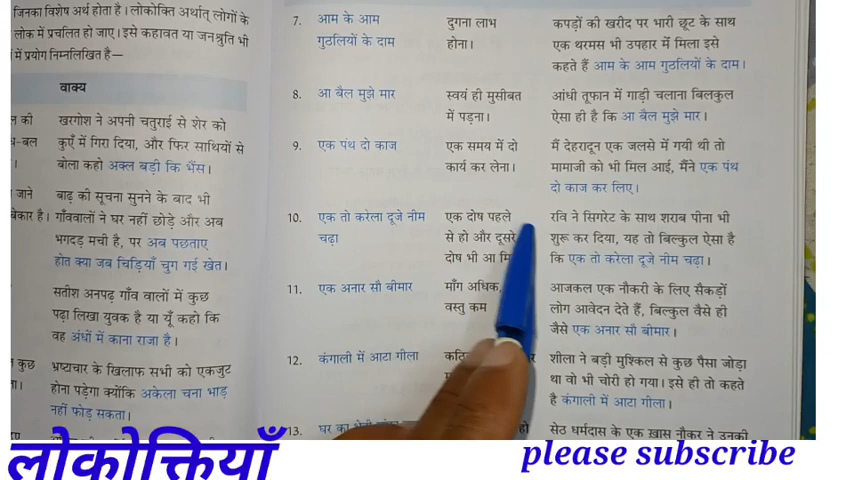 जिनका विशेष अर्थ होता है। लोकोक्ति अर्थात् लोगों के
लोक में प्रचलित हो जाए। इसे कहावत या जनश्रुति भी
में प्रयोग निम्नलिखित है—
वाक्य
ल की खरगोश ने अपनी चतुराई से शेर को
-बल कुएँ में गिरा दिया, और फिर साथियों से
। बोला कहो अक्ल बड़ी कि भैंस।
जाने बाढ़ की सूचना सुनने के बाद भी
बेकार है। गाँववालों ने घर नहीं छोड़े और अब
भगदड़ मची है, पर अब पछताए
होत क्या जब चिड़ियाँ चुग गई खेत।
सतीश अनपढ़ गाँव वालों में कुछ
पढ़ा लिखा युवक है या यूँ कहो कि
वह अंधों में काना राजा है।
कुछ भ्रष्टाचार के खिलाफ सभी को एकजुट
ना। होना पड़ेगा क्योंकि अकेला चना भाड़
नहीं फोड़ सकता।
7. आम के आम दुगना लाभ कपड़ों की खरीद पर भारी छूट के साथ
गुठलियों के दाम होना। एक थरमस भी उपहार में मिला इसे
कहते हैं आम के आम गुठलियों के दाम।
8. आ बैल मुझे मार स्वयं ही मुसीबत आंधी तूफान में गाड़ी चलाना बिलकुल
में पड़ना। ऐसा ही है कि आ बैल मुझे मार।
9. एक पंथ दो काज एक समय में दो मैं देहरादून एक जलसे में गयी थी तो
कार्य कर लेना। मामाजी को भी मिल आई, मैंने एक पंथ
दो काज कर लिए।
10. एक तो करेला दूजे नीम एक दोष पहले रवि ने सिगरेट के साथ शराब पीना भी
चढ़ा से हो और दूसरे शुरू कर दिया, यह तो बिल्कुल ऐसा है
दोष भी आ कि एक तो करेला दूजे नीम चढ़ा।
11. एक अनार सौ बीमार माँग अधिक, आजकल एक नौकरी के लिए सैकड़ों
वस्तु कम लोग आवेदन देते हैं, बिल्कुल वैसे ही
जैसे एक अनार सौ बीमार।
12. कंगाली में आटा गीला शीला ने बड़ी मुश्किल से कुछ पैसा जोड़ा
था वो भी चोरी हो गया। इसे ही तो कहते
है कंगाली में आटा गीला।
13. घर का हो सेठ धर्मदास के एक ख़ास नौकर ने उनकी
लोकोक्तियाँ
please subscribe